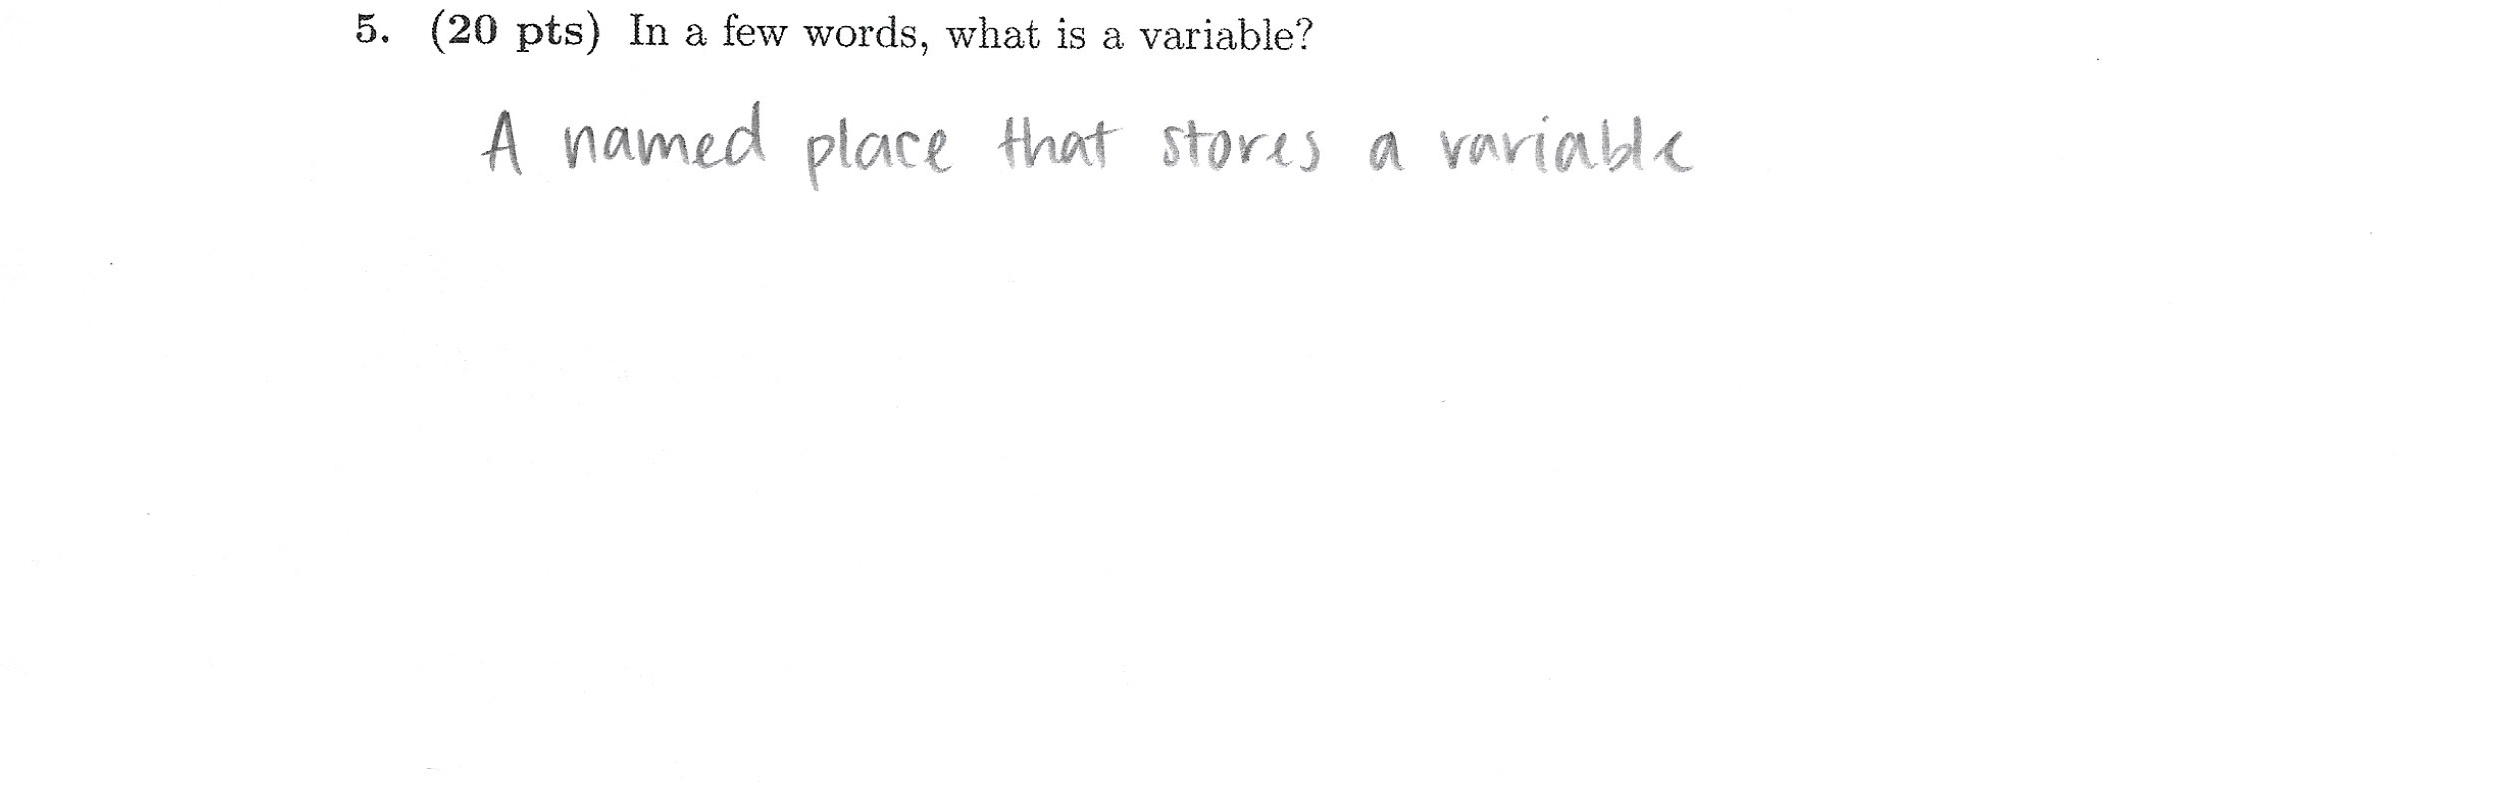 5. (20 pts) In a few words, what is a variable?
A named place that stores a variable